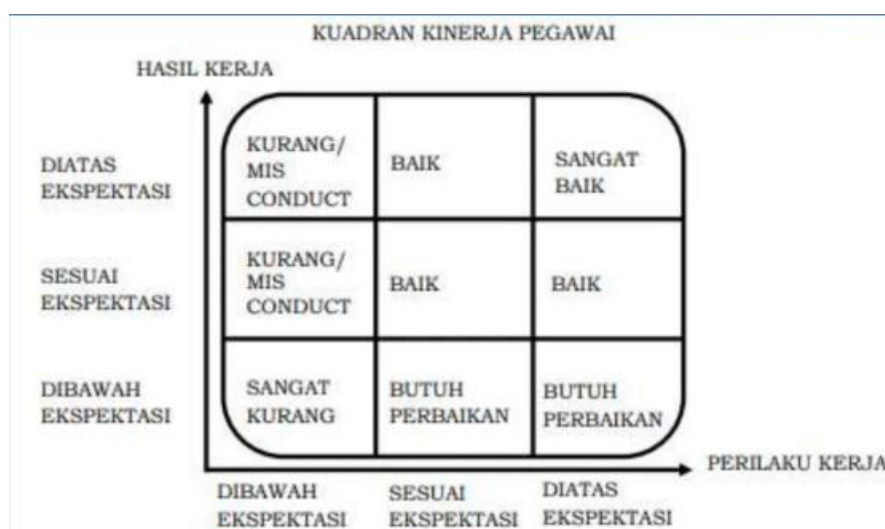 KUADRAN KINERJA PEGAWAI
HASIL KERJA
DIATAS
EKSPEKTASI
KURANG/
MIS
CONDUCT
BAIK
SANGAT
BAIK
SESUAI
EKSPEKTASI
KURANG/
MIS
CONDUCT
BAIK
BAIK
DIBAWAH
EKSPEKTASI
SANGAT
KURANG
BUTUH
PERBAIKAN
BUTUH
PERBAIKAN
PERILAKU KERJA
DIBAWAH
EKSPEKTASI
SESUAI
EKSPEKTASI
DIATAS
EKSPEKTASI